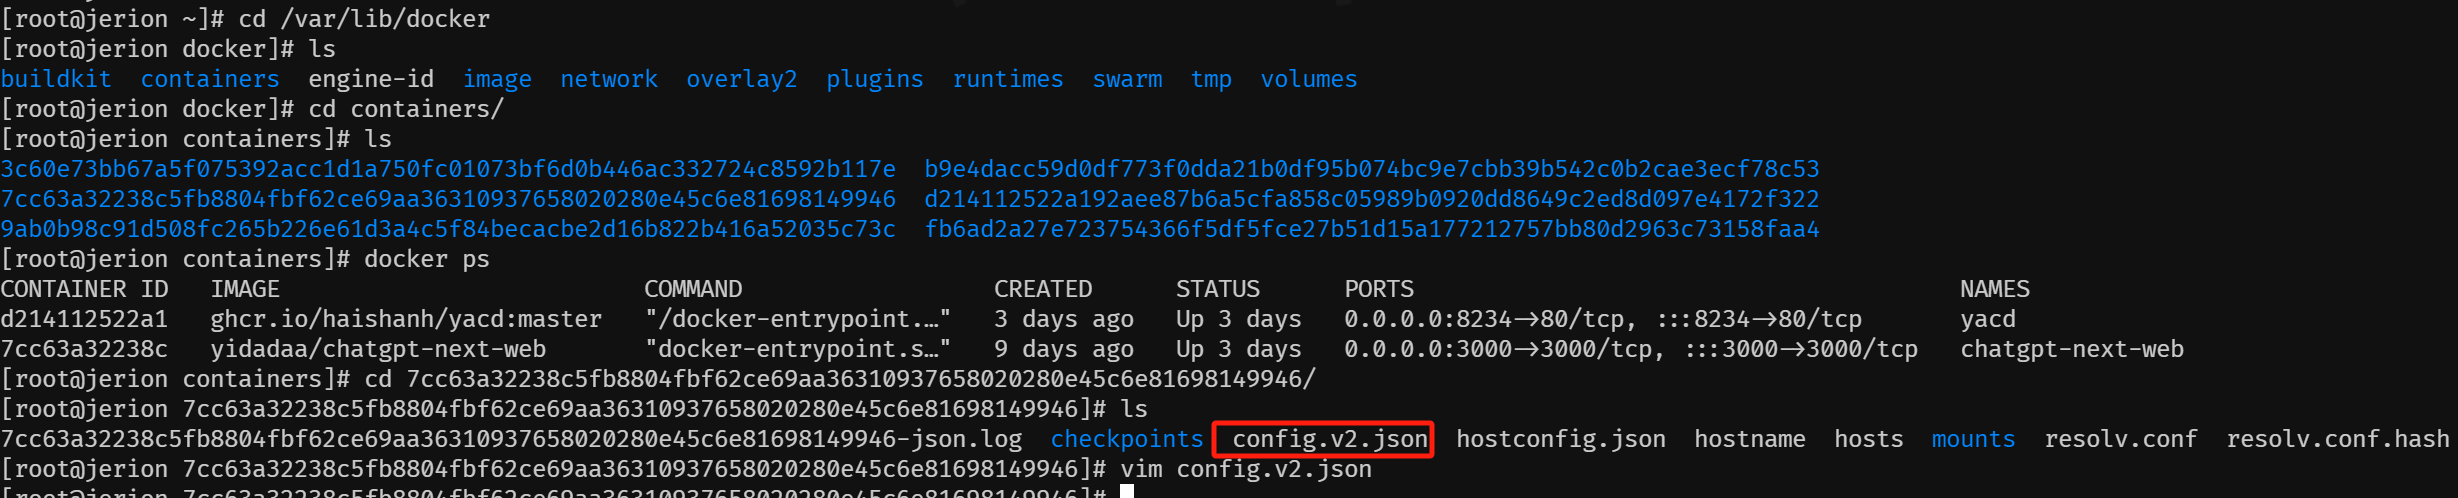 [root@jerion ~]# cd /var/lib/docker
[root@jerion docker]# ls
buildkit  containers  engine-id  image  network  overlay2  plugins  runtimes  swarm  tmp  volumes
[root@jerion docker]# cd containers/
[root@jerion containers]# ls
3c60e73bb67a5f075392acc1d1a750fc01073bf6d0b446ac332724c8592b117e  b9e4dacc59d0df773f0dda21b0df95b074bc9e7cbb39b542c0b2cae3ecf78c53
7cc63a32238c5fb8804fbf62ce69aa36310937658020280e45c6e81698149946  d214112522a192aee87b6a5cfa858c05989b0920dd8649c2ed8d097e4172f322
9ab0b98c91d508fc265b226e61d3a4c5f84becacbe2d16b822b416a52035c73c  fb6ad2a27e723754366f5df5fce27b51d15a177212757bb80d2963c73158faa4
[root@jerion containers]# docker ps
CONTAINER ID   IMAGE                          COMMAND                  CREATED      STATUS      PORTS                                       NAMES
d214112522a1   ghcr.io/haishanh/yacd:master   "/docker-entrypoint.…"   3 days ago   Up 3 days   0.0.0.0:8234->80/tcp, :::8234->80/tcp       yacd
7cc63a32238c   yidadaa/chatgpt-next-web       "docker-entrypoint.s…"   9 days ago   Up 3 days   0.0.0.0:3000->3000/tcp, :::3000->3000/tcp   chatgpt-next-web
[root@jerion containers]# cd 7cc63a32238c5fb8804fbf62ce69aa36310937658020280e45c6e81698149946/
[root@jerion 7cc63a32238c5fb8804fbf62ce69aa36310937658020280e45c6e81698149946]# ls
7cc63a32238c5fb8804fbf62ce69aa36310937658020280e45c6e81698149946-json.log  checkpoints  config.v2.json  hostconfig.json  hostname  hosts  mounts  resolv.conf  resolv.conf.hash
[root@jerion 7cc63a32238c5fb8804fbf62ce69aa36310937658020280e45c6e81698149946]# vim config.v2.json
[root@jerion 7cc63a32238c5fb8804fbf62ce69aa36310937658020280e45c6e81698149946]#